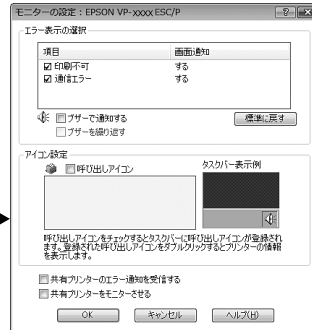 モニターの設定：EPSON VP-xxxx ESC/P
エラー表示の選択
項目 画面通知
印刷不可 する
通信エラー する
ブザーで通知する 標準に戻す
ブザーを繰り返す
アイコン設定
呼び出しアイコン タスクバー表示例
呼び出しアイコンをチェックするとタスクバーに呼び出しアイコンが登録され
ます。登録された呼び出しアイコンをダブルクリックするとプリンターの情報
を表示します。
共有プリンターのエラー通知を受信する
共有プリンターをモニターさせる
OK キャンセル ヘルプ(H)